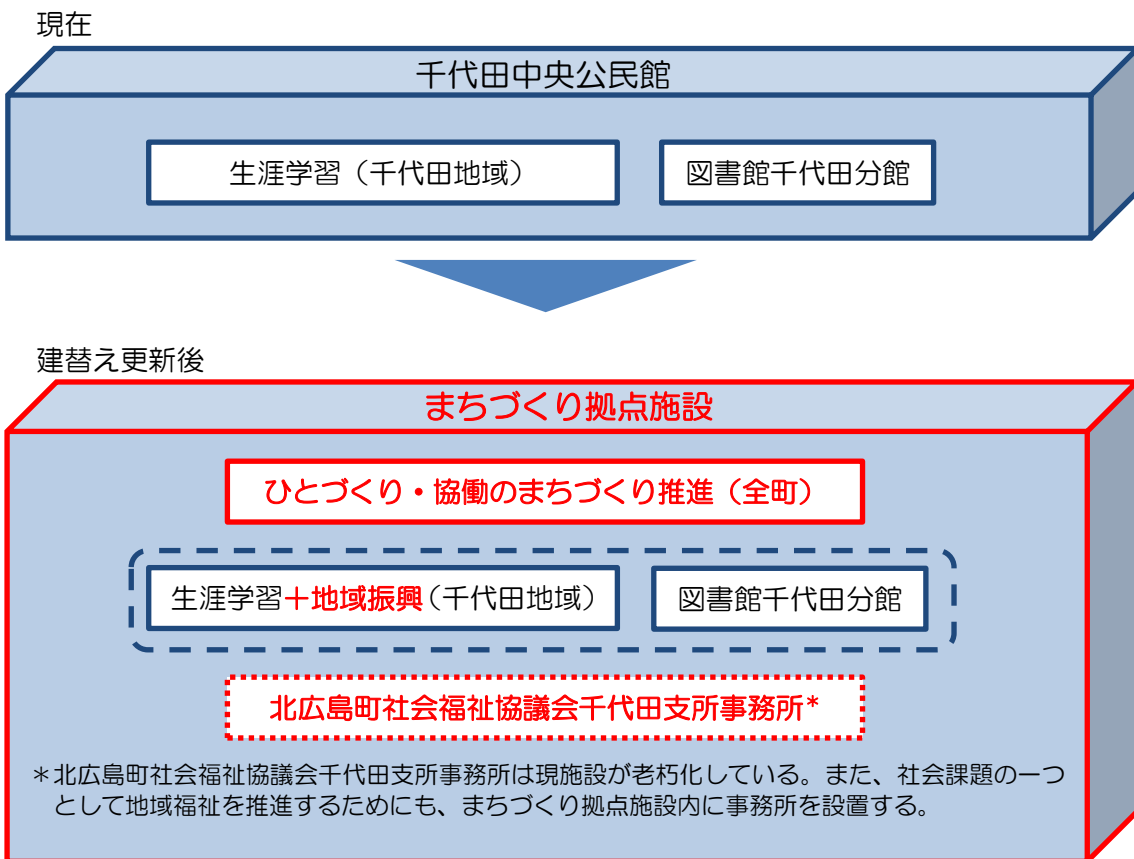 現在
千代田中央公民館
生涯学習（千代田地域）
図書館千代田分館
建替え更新後
まちづくり拠点施設
ひとづくり・協働のまちづくり推進（全町）
生涯学習＋地域振興（千代田地域）
図書館千代田分館
北広島町社会福祉協議会千代田支所事務所*
＊北広島町社会福祉協議会千代田支所事務所は現施設が老朽化している。また、社会課題の一つ
として地域福祉を推進するためにも、まちづくり拠点施設内に事務所を設置する。